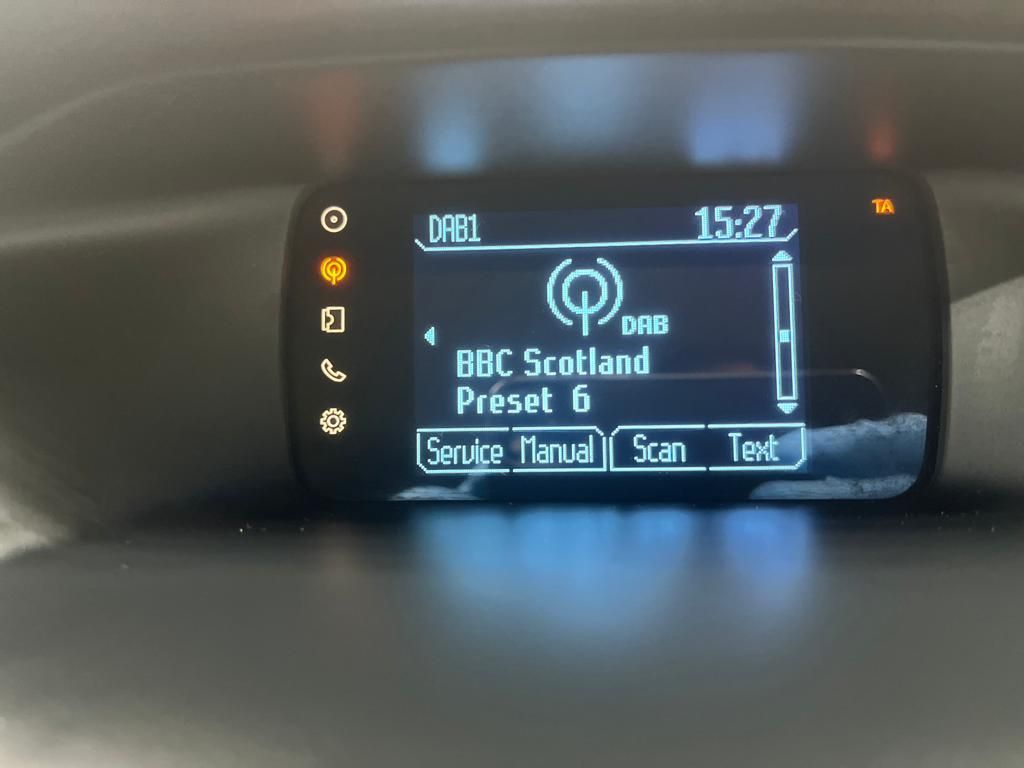 DAB1 15:27 TA
DAB
BBC Scotland
Preset 6
Service Manual Scan Text